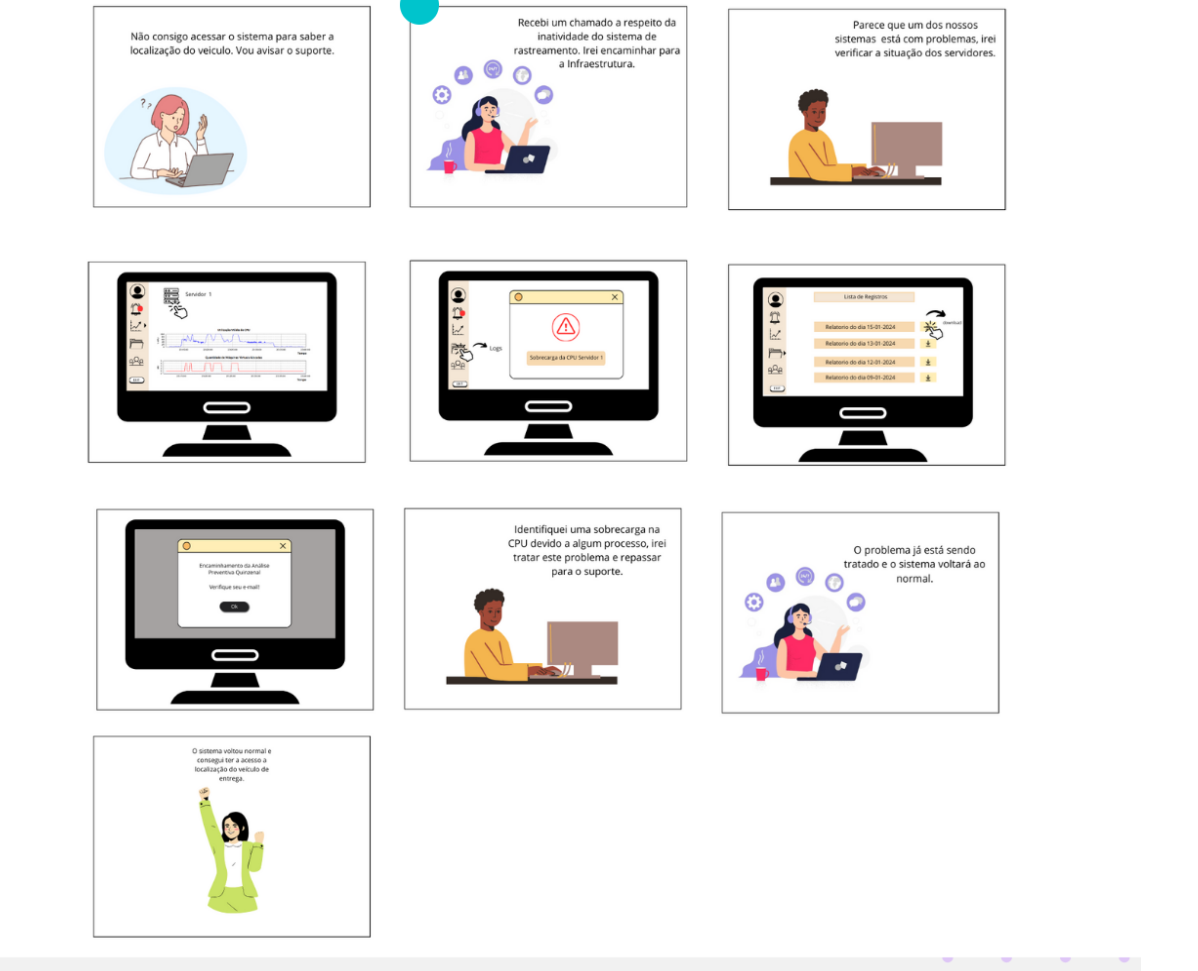 Não consigo acessar o sistema para saber a
localização do veiculo. Vou avisar o suporte.
Recebi um chamado a respeito da
inatividade do sistema de
rastreamento. Irei encaminhar para
a Infraestrutura.
Parece que um dos nossos
sistemas está com problemas, irei
verificar a situação dos servidores.
? ?
Servidor 1
Logs
Sobrecarga da CPU Servidor 1
Lista de Registros
Download
Relatorio do dia 15-01-2024
Relatorio do dia 13-01-2024
Relatorio do dia 12-01-2024
Relatorio do dia 09-01-2024
Encaminhamento da Análise
Preventiva Quinzenal
Verifique seu e-mail!
Ok
Identifiquei uma sobrecarga na
CPU devido a algum processo, irei
tratar este problema e repassar
para o suporte.
O problema já está sendo
tratado e o sistema voltará ao
normal.
O sistema voltou normal e
consegui ter a acesso a
localização do veículo de
entrega.